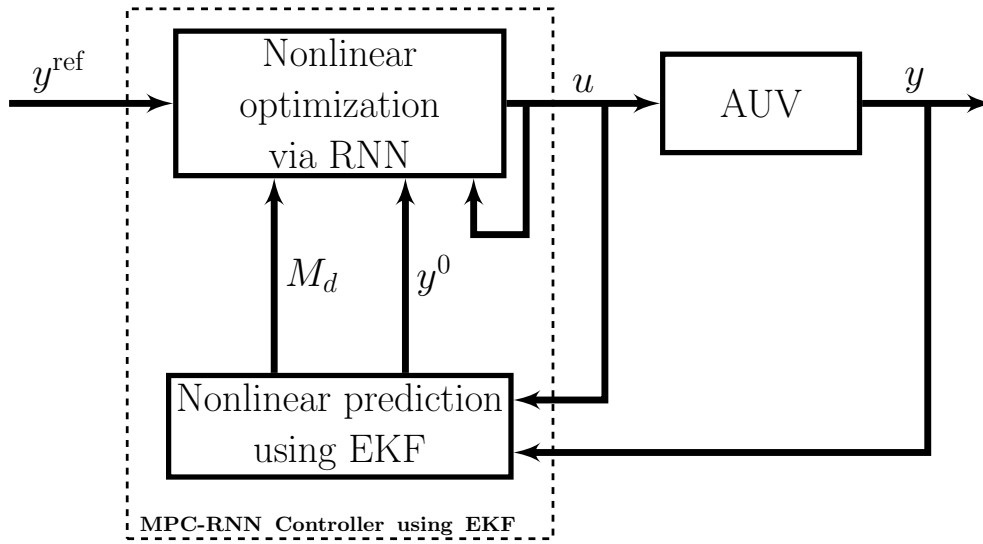 y^ref
Nonlinear
optimization
via RNN
u
AUV
y
M_d
y^0
Nonlinear prediction
using EKF
MPC-RNN Controller using EKF